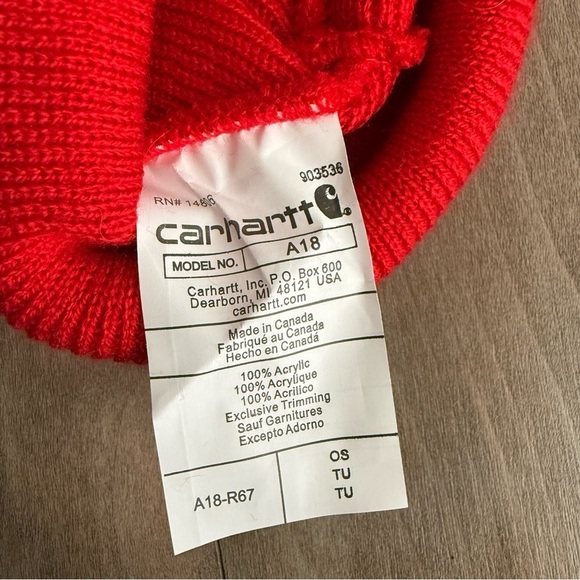 903536
RN# 14806
carhartt
MODEL NO. A18
Carhartt, Inc. P.O. Box 600
Dearborn, MI 48121 USA
carhartt.com
Made in Canada
Fabriqué au Canada
Hecho en Canadá
100% Acrylic
100% Acrylique
100% Acrilico
Exclusive Trimming
Sauf Garnitures
Excepto Adorno
A18-R67
OS
TU
TU